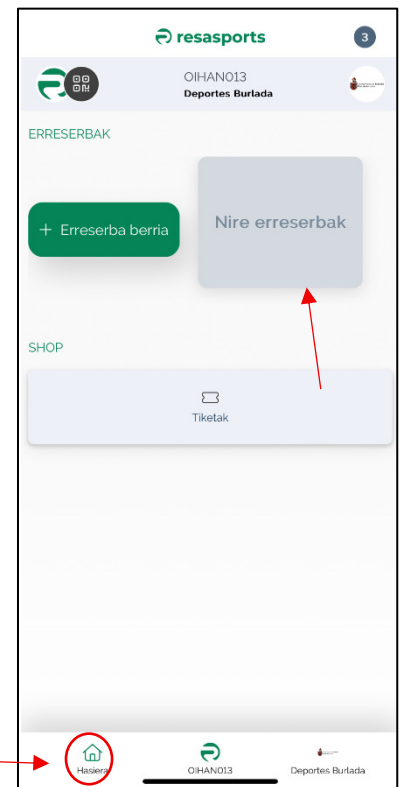 resasports
3
OIHAN013
Deportes Burlada
ERRESERBAK
+ Erreserba berria
Nire erreserbak
SHOP
Tiketak
Hasiera
OIHAN013
Deportes Burlada